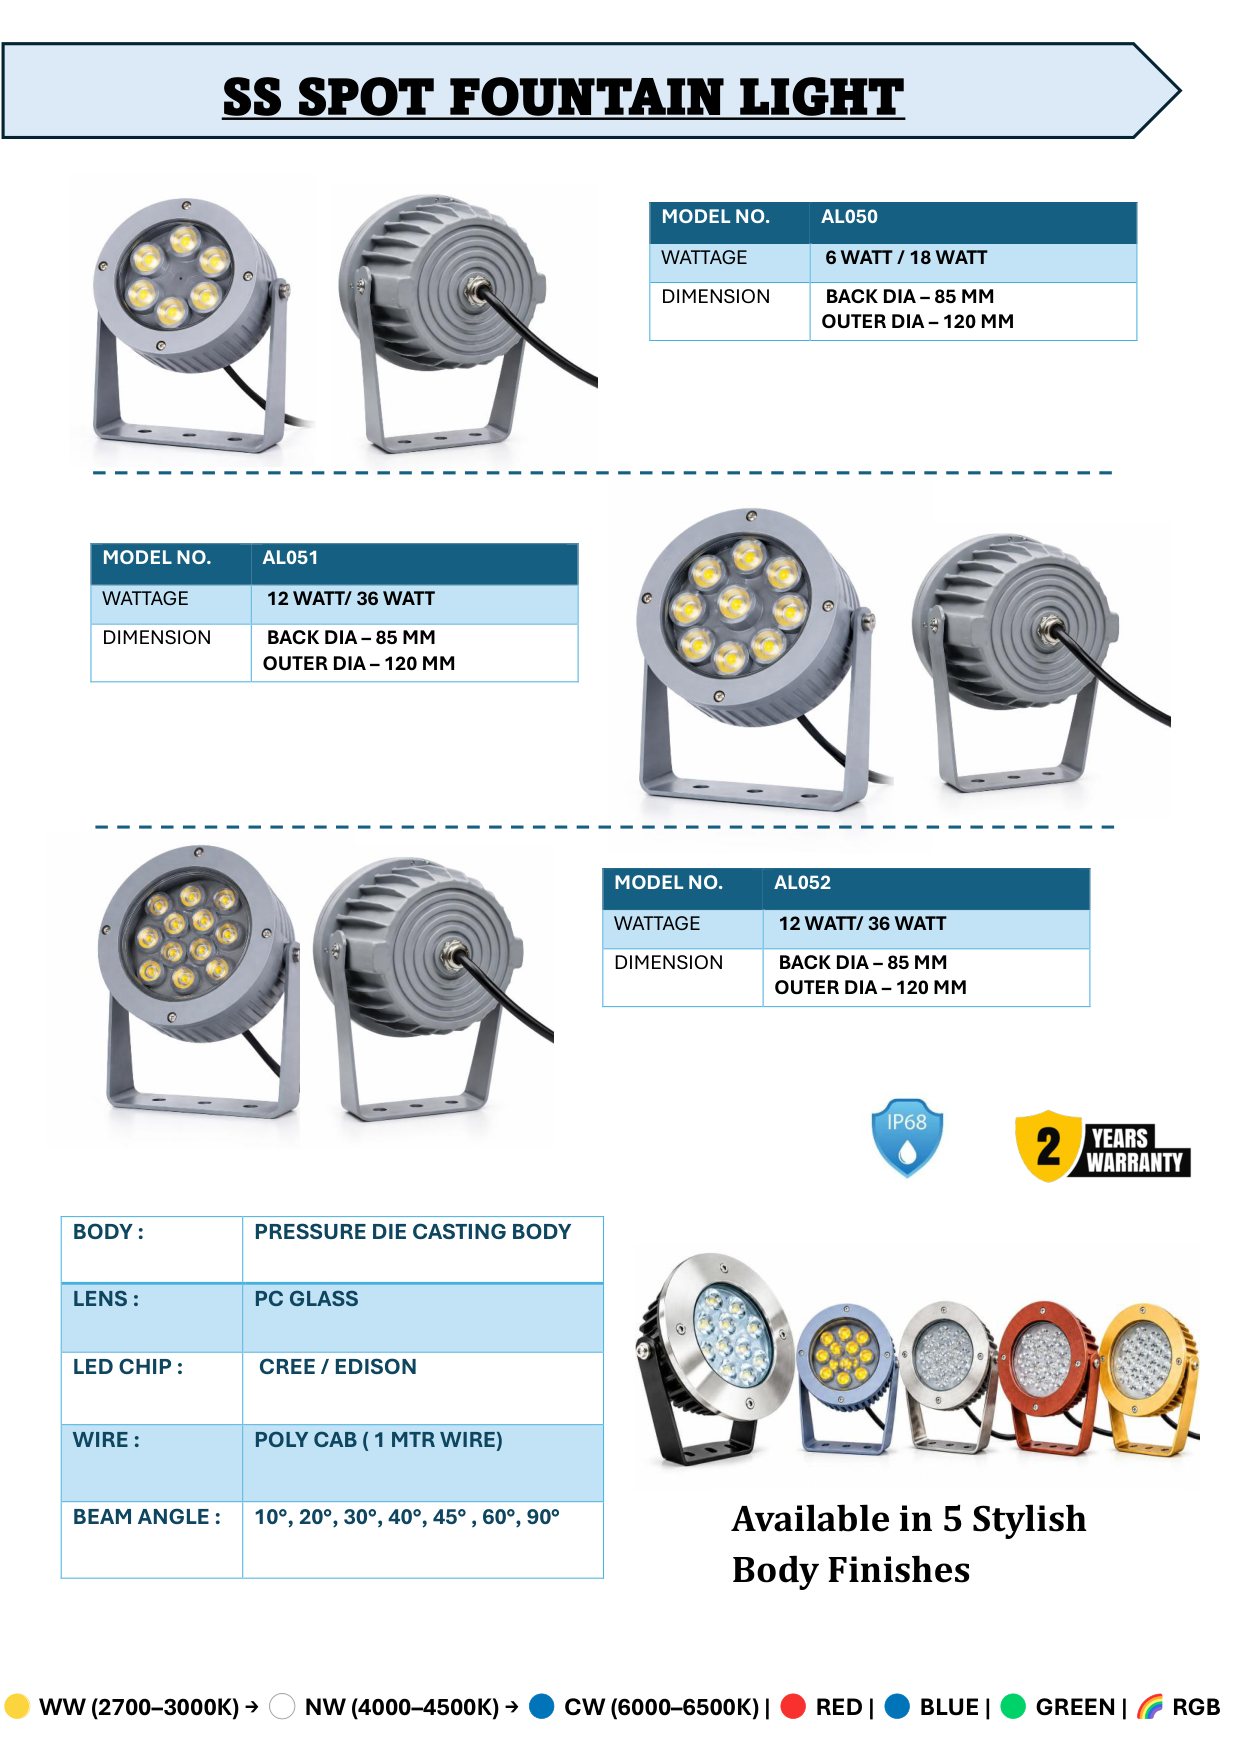 SS SPOT FOUNTAIN LIGHT
MODEL NO. AL050
WATTAGE 6 WATT / 18 WATT
DIMENSION BACK DIA – 85 MM
OUTER DIA – 120 MM
MODEL NO. AL051
WATTAGE 12 WATT/ 36 WATT
DIMENSION BACK DIA – 85 MM
OUTER DIA – 120 MM
MODEL NO. AL052
WATTAGE 12 WATT/ 36 WATT
DIMENSION BACK DIA – 85 MM
OUTER DIA – 120 MM
IP68
2 YEARS
WARRANTY
BODY : PRESSURE DIE CASTING BODY
LENS : PC GLASS
LED CHIP : CREE / EDISON
WIRE : POLY CAB ( 1 MTR WIRE)
BEAM ANGLE : 10°, 20°, 30°, 40°, 45° , 60°, 90°
Available in 5 Stylish
Body Finishes
WW (2700–3000K) → NW (4000–4500K) → CW (6000–6500K) | RED | BLUE | GREEN | RGB